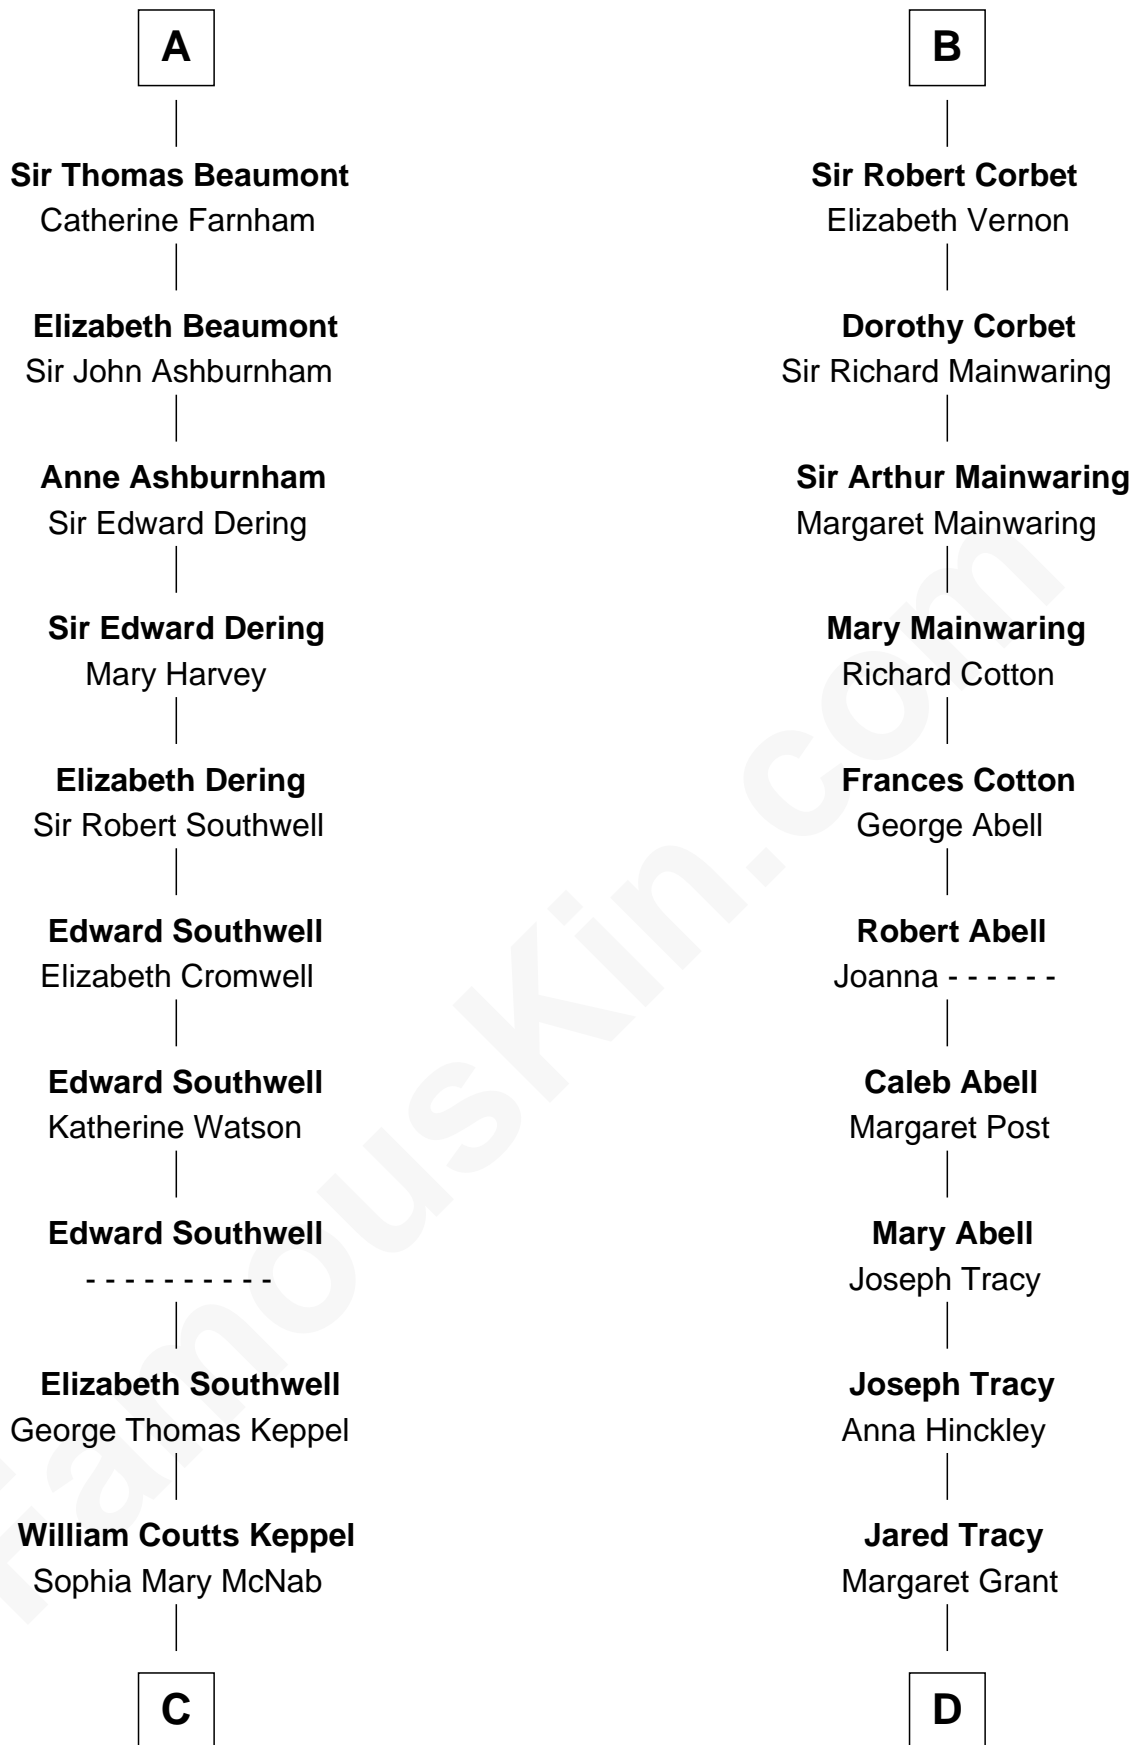 A
Sir Thomas Beaumont
Catherine Farnham
Elizabeth Beaumont
Sir John Ashburnham
Anne Ashburnham
Sir Edward Dering
Sir Edward Dering
Mary Harvey
Elizabeth Dering
Sir Robert Southwell
Edward Southwell
Elizabeth Cromwell
Edward Southwell
Katherine Watson
Edward Southwell
- - - - - - - - - -
Elizabeth Southwell
George Thomas Keppel
William Coutts Keppel
Sophia Mary McNab
C
B
Sir Robert Corbet
Elizabeth Vernon
Dorothy Corbet
Sir Richard Mainwaring
Sir Arthur Mainwaring
Margaret Mainwaring
Mary Mainwaring
Richard Cotton
Frances Cotton
George Abell
Robert Abell
Joanna - - - - - -
Caleb Abell
Margaret Post
Mary Abell
Joseph Tracy
Joseph Tracy
Anna Hinckley
Jared Tracy
Margaret Grant
D
FamousKin.com